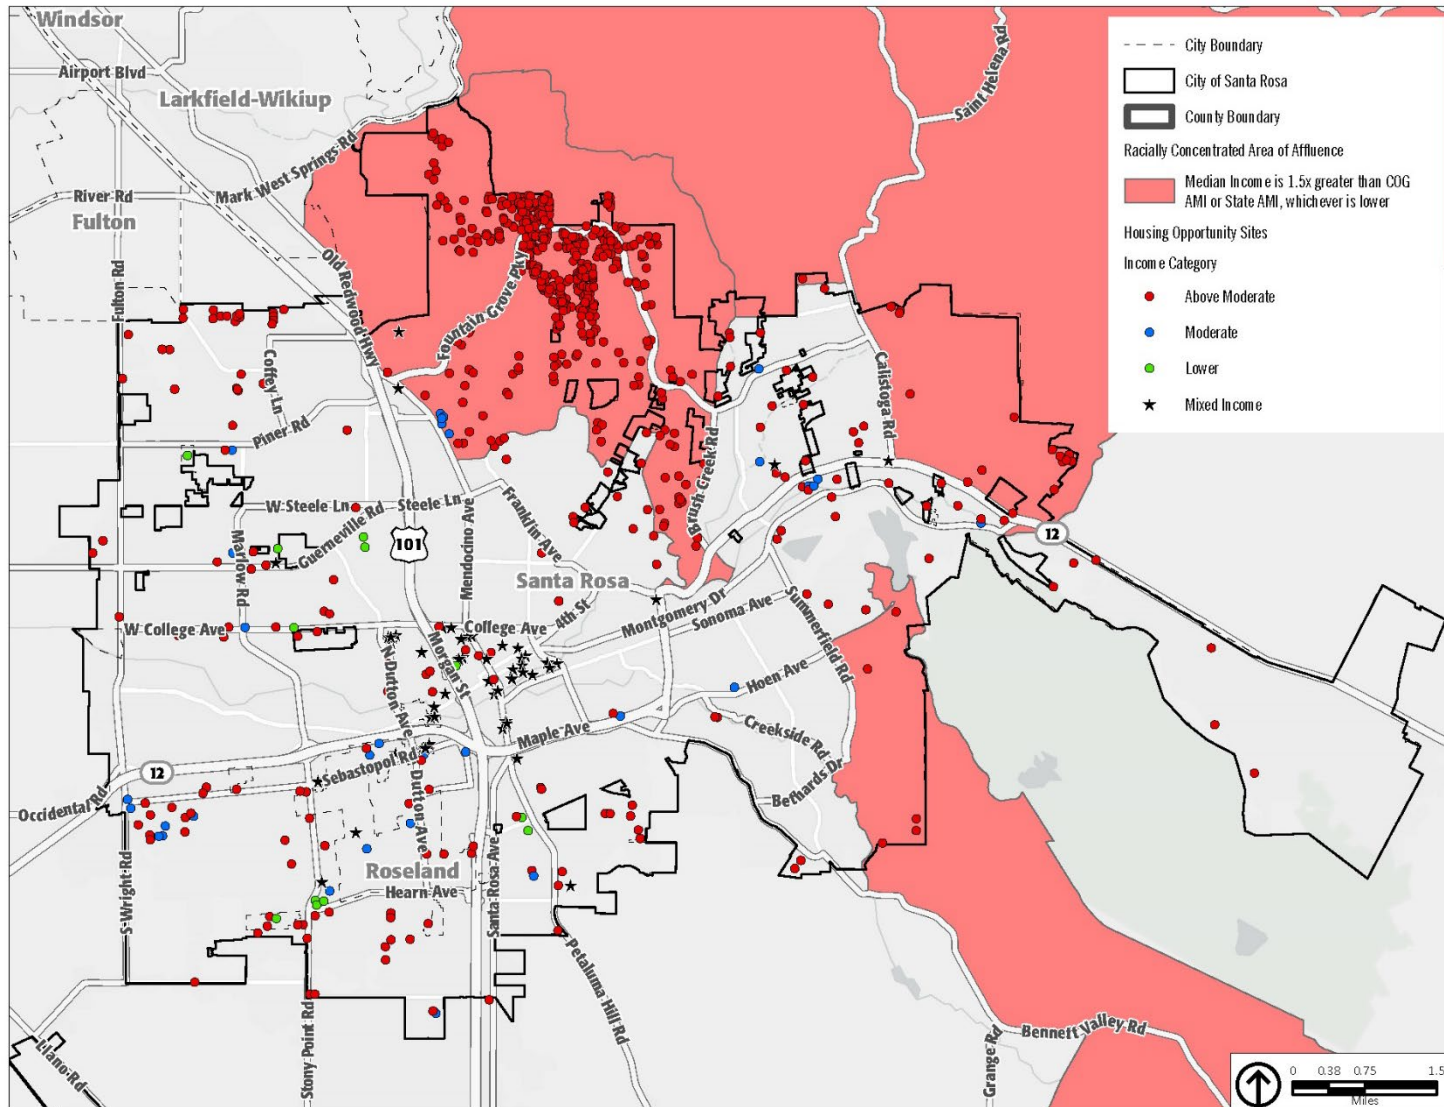 Windsor
Airport Blvd
Larkfield-Wikiup
Mark West Springs Rd
River Rd
Fulton
Fulton Rd
Old Redwood Hwy
Fountain Grove Pky
Saint Helena Rd
Coffey Ln
Piner Rd
Calistoga Rd
Brush Creek Rd
W Steele Ln
Steele Ln
Guerneville Rd
Franklin Ave
101
Mendocino Ave
Marlow Rd
12
Santa Rosa
4th St
Montgomery Dr
Sonoma Ave
Summerfield Rd
W College Ave
College Ave
N Dutton Ave
Morgan St
Hoen Ave
Maple Ave
Creekside Rd
Bethards Dr
12
Sebastopol Rd
Occidental Rd
Dutton Ave
Roseland
Hearn Ave
S Wright Rd
Santa Rosa Ave
Petaluma Hill Rd
Stony Point Rd
Llano Rd
Grange Rd
Bennett Valley Rd
City Boundary
City of Santa Rosa
County Boundary
Racially Concentrated Area of Affluence
Median Income is 1.5x greater than COG
AMI or State AMI, whichever is lower
Housing Opportunity Sites
Income Category
Above Moderate
Moderate
Lower
Mixed Income
0 0.38 0.75 1.5
Miles